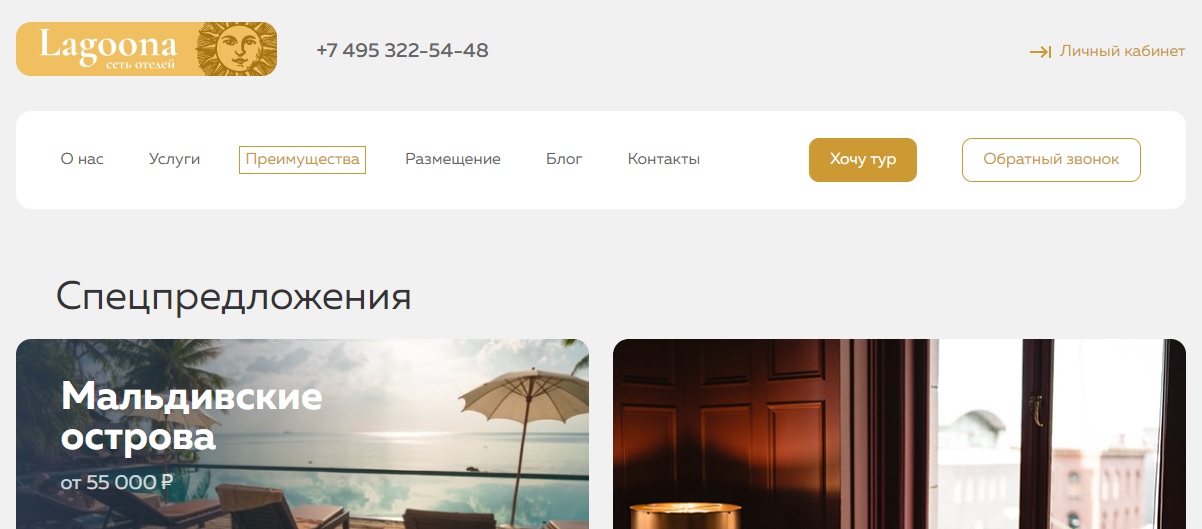 Lagoona
сеть отелей
+7 495 322-54-48
Личный кабинет
О нас
Услуги
Преимущества
Размещение
Блог
Контакты
Хочу тур
Обратный звонок
Спецпредложения
Мальдивские
острова
от 55 000 ₽